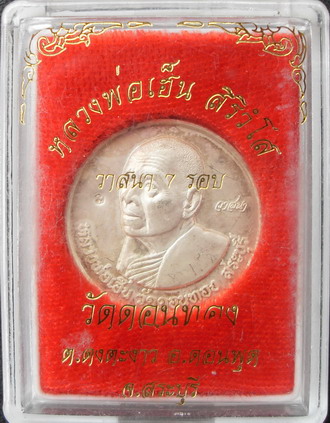 หลวงพ่อเฮ็น สิริวํโส
วาสนา 7 รอบ
วัดดอนทอง
ต.ดงตะงาว อ.ดอนพุด
จ.สระบุรี